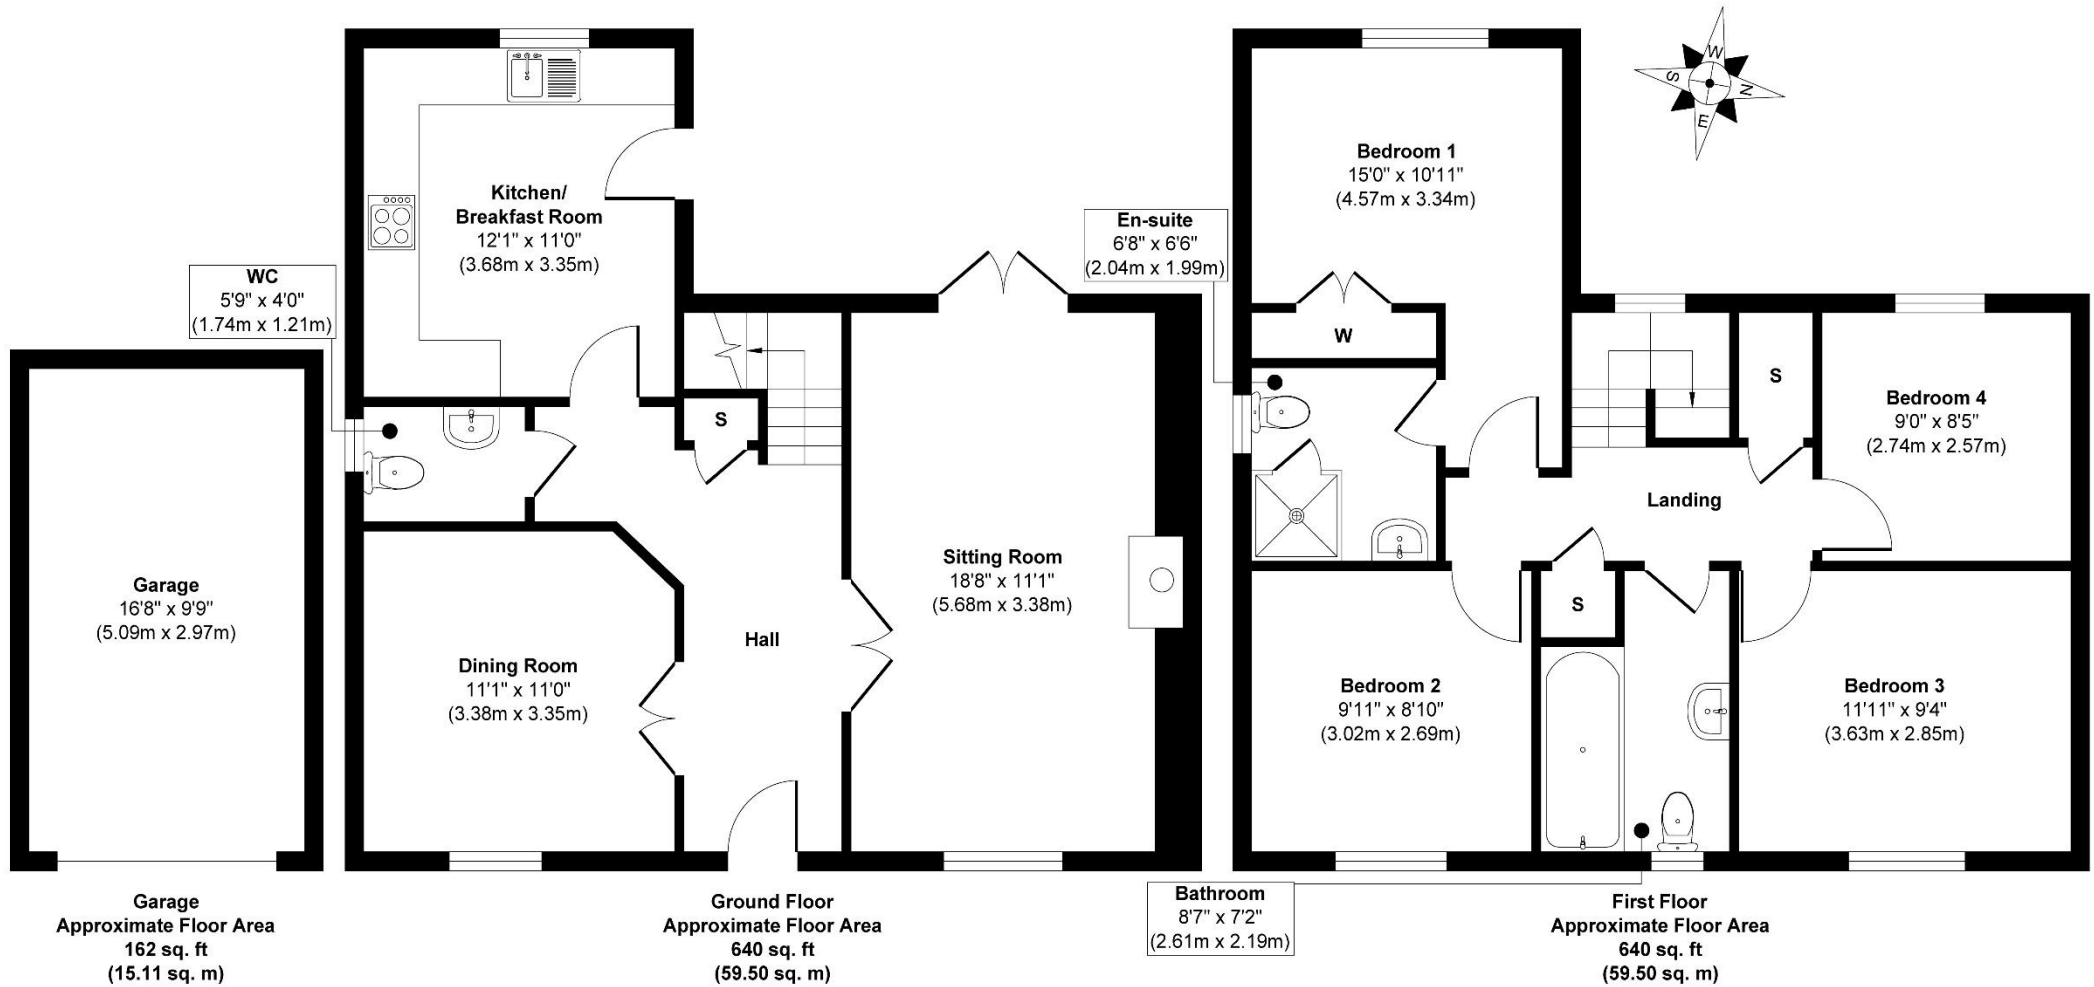 Kitchen/
Breakfast Room
12'1" x 11'0"
(3.68m x 3.35m)
WC
5'9" x 4'0"
(1.74m x 1.21m)
S
Garage
16'8" x 9'9"
(5.09m x 2.97m)
Sitting Room
18'8" x 11'1"
(5.68m x 3.38m)
Hall
Dining Room
11'1" x 11'0"
(3.38m x 3.35m)
Garage
Approximate Floor Area
162 sq. ft
(15.11 sq. m)
Ground Floor
Approximate Floor Area
640 sq. ft
(59.50 sq. m)
W
S
N
E
Bedroom 1
15'0" x 10'11"
(4.57m x 3.34m)
En-suite
6'8" x 6'6"
(2.04m x 1.99m)
W
S
Bedroom 4
9'0" x 8'5"
(2.74m x 2.57m)
Landing
S
Bedroom 2
9'11" x 8'10"
(3.02m x 2.69m)
Bedroom 3
11'11" x 9'4"
(3.63m x 2.85m)
Bathroom
8'7" x 7'2"
(2.61m x 2.19m)
First Floor
Approximate Floor Area
640 sq. ft
(59.50 sq. m)